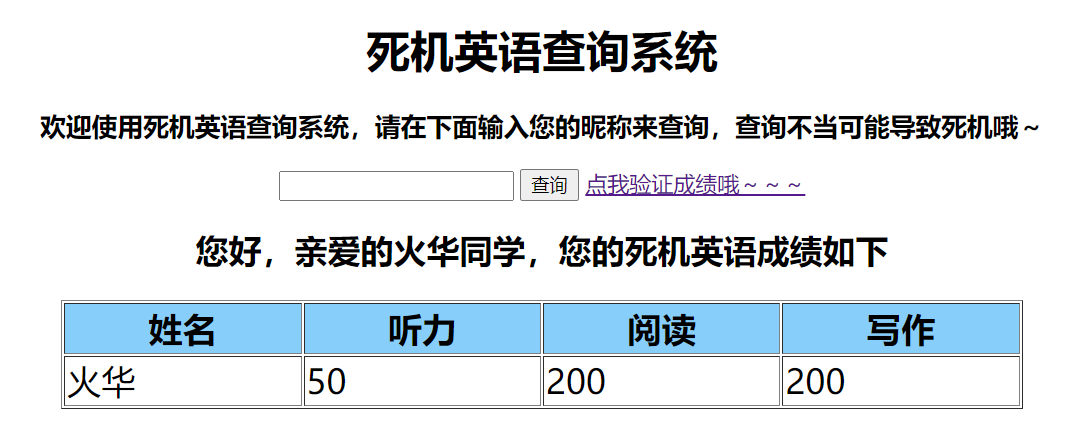 死机英语查询系统
欢迎使用死机英语查询系统，请在下面输入您的昵称来查询，查询不当可能导致死机哦～
查询 点我验证成绩哦～～～
您好，亲爱的火华同学，您的死机英语成绩如下
姓名 听力 阅读 写作
火华 50 200 200